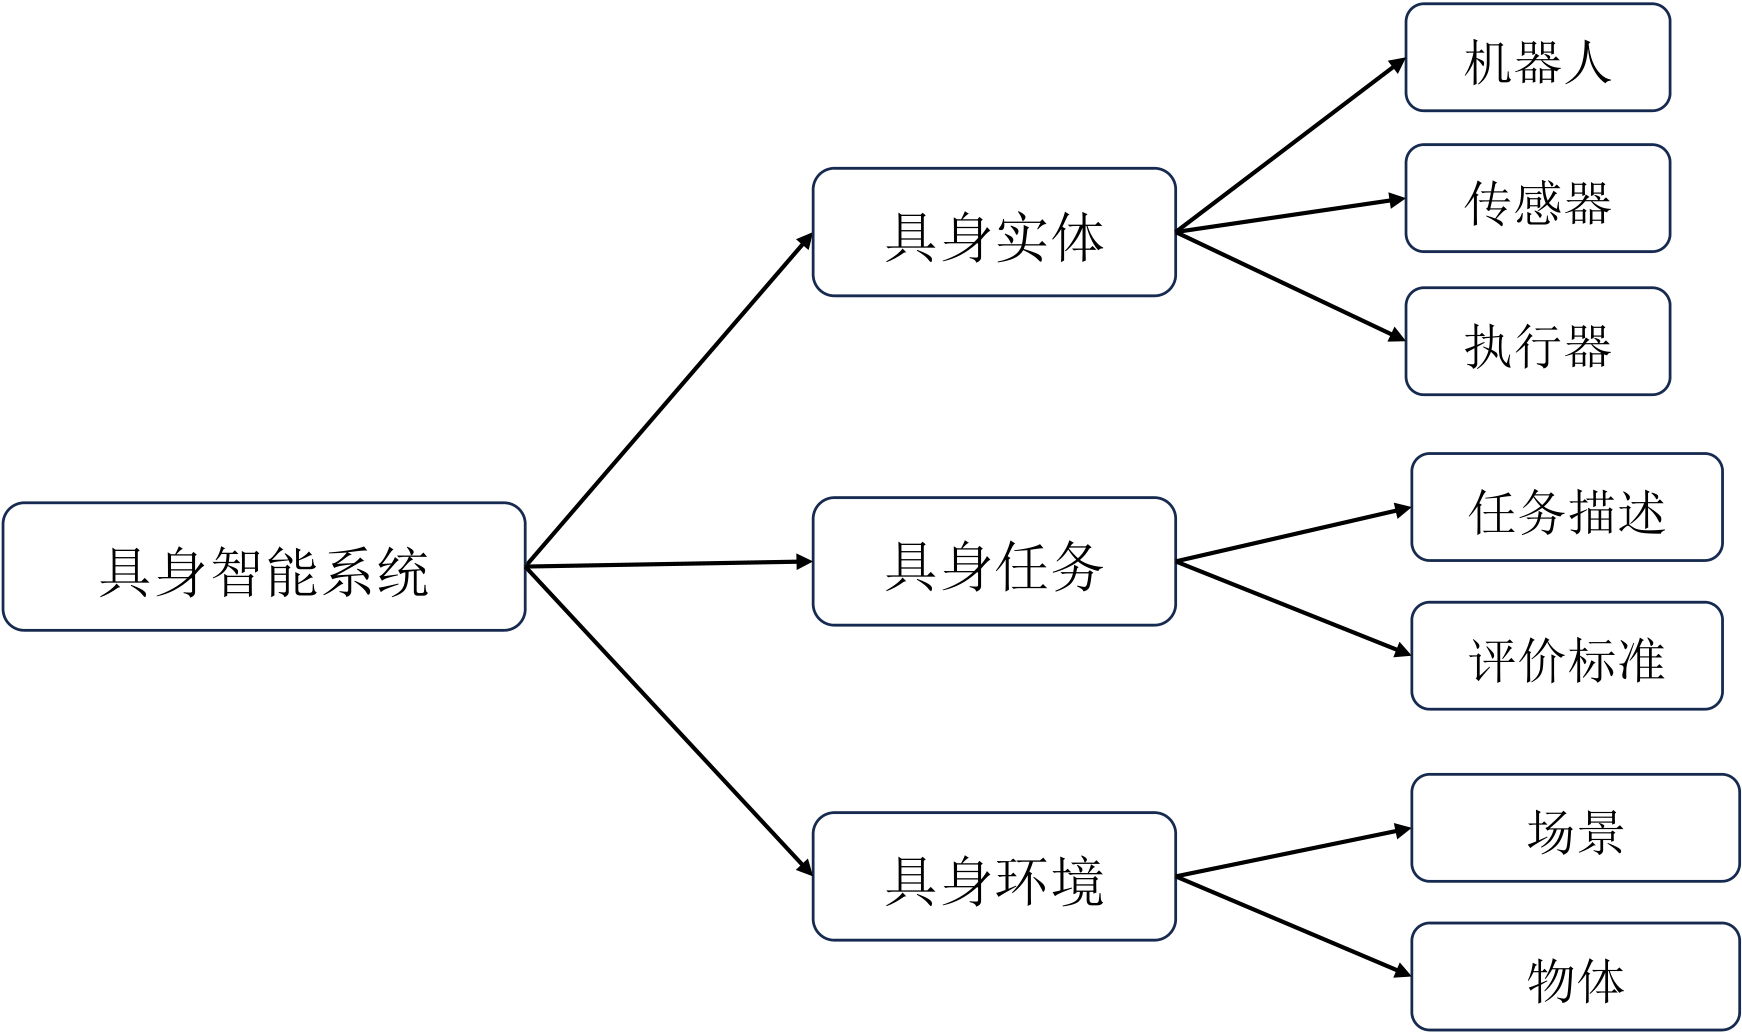 具身智能系统
具身实体
机器人
传感器
执行器
具身任务
任务描述
评价标准
具身环境
场景
物体